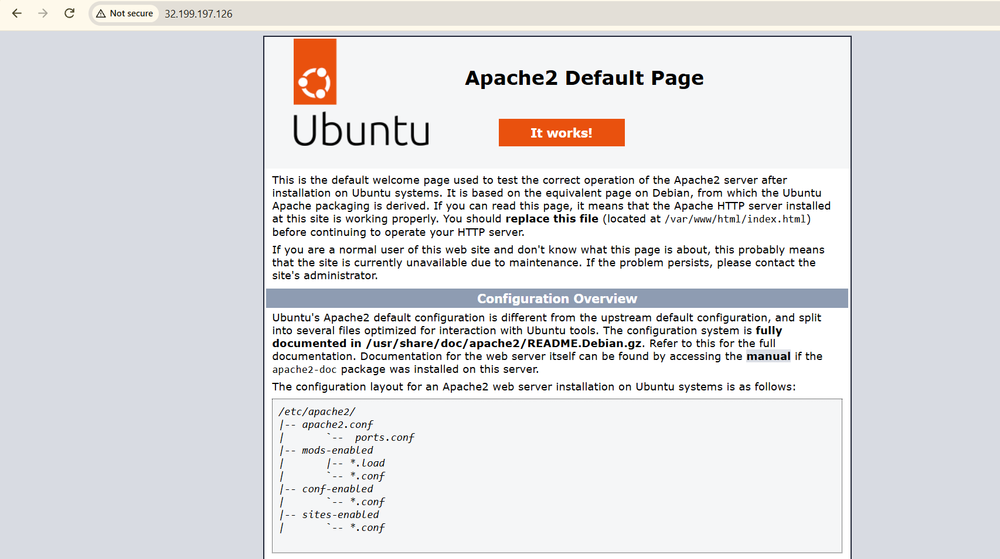 Not secure 32.199.197.126
Ubuntu
Apache2 Default Page
It works!
This is the default welcome page used to test the correct operation of the Apache2 server after
installation on Ubuntu systems. It is based on the equivalent page on Debian, from which the Ubuntu
Apache packaging is derived. If you can read this page, it means that the Apache HTTP server installed
at this site is working properly. You should replace this file (located at /var/www/html/index.html)
before continuing to operate your HTTP server.
If you are a normal user of this web site and don't know what this page is about, this probably means
that the site is currently unavailable due to maintenance. If the problem persists, please contact the
site's administrator.
Configuration Overview
Ubuntu's Apache2 default configuration is different from the upstream default configuration, and split
into several files optimized for interaction with Ubuntu tools. The configuration system is fully
documented in /usr/share/doc/apache2/README.Debian.gz. Refer to this for the full
documentation. Documentation for the web server itself can be found by accessing the manual if the
apache2-doc package was installed on this server.
The configuration layout for an Apache2 web server installation on Ubuntu systems is as follows:
/etc/apache2/
|-- apache2.conf
|       `--  ports.conf
|-- mods-enabled
|       |-- *.load
|       `-- *.conf
|-- conf-enabled
|       `-- *.conf
|-- sites-enabled
|       `-- *.conf